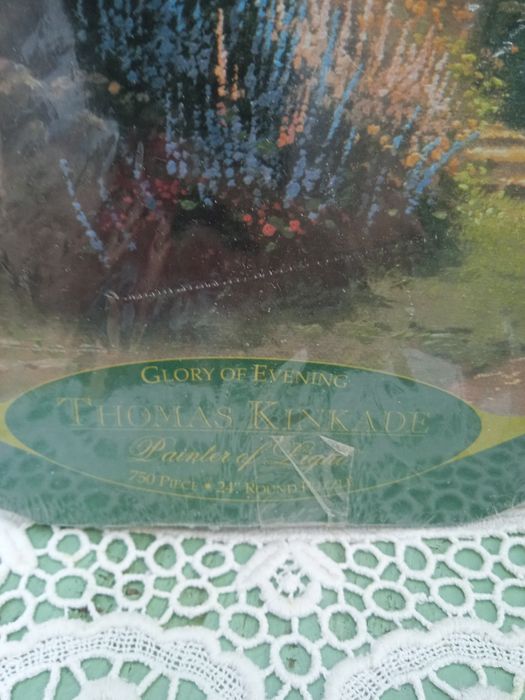 GLORY OF EVENING
THOMAS KINKADE
Painter of Light
750 PIECE • 24" ROUND PUZZLE